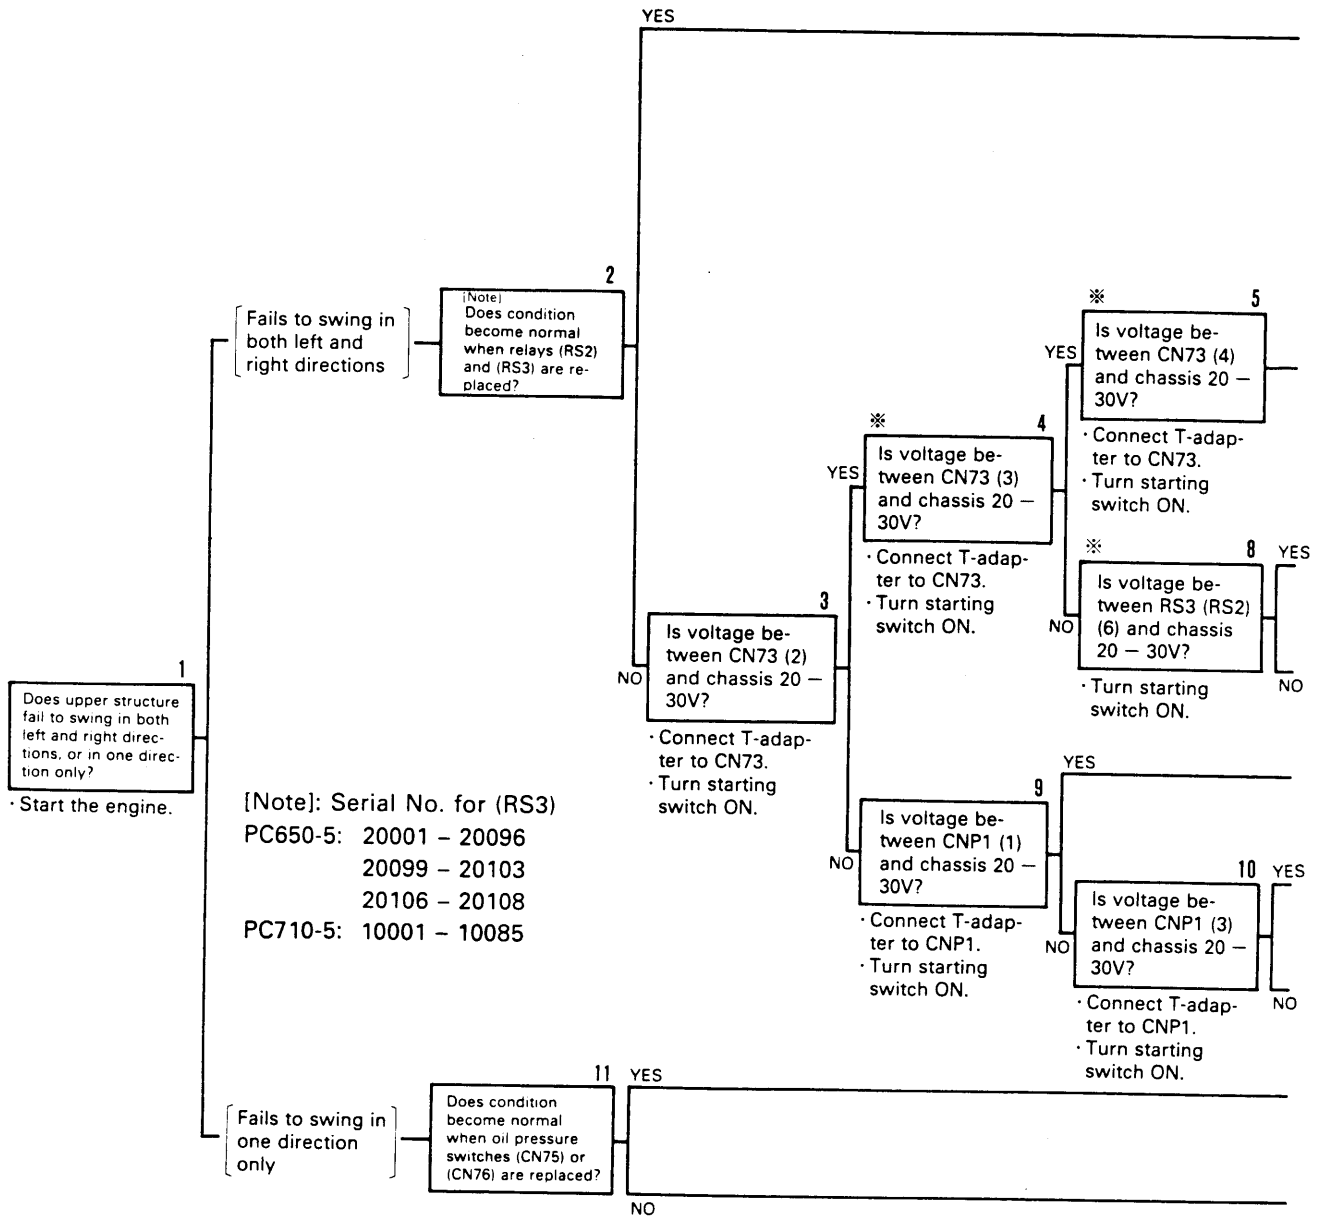 YES
2
[Note]
Does condition
become normal
when relays (RS2)
and (RS3) are re-
placed?
[Fails to swing in
both left and
right directions]
※
5
Is voltage be-
tween CN73 (4)
and chassis 20 –
30V?
YES
· Connect T-adap-
ter to CN73.
· Turn starting
switch ON.
※
4
Is voltage be-
tween CN73 (3)
and chassis 20 –
30V?
YES
· Connect T-adap-
ter to CN73.
· Turn starting
switch ON.
※
8
YES
Is voltage be-
tween RS3 (RS2)
(6) and chassis
20 – 30V?
NO
NO
· Turn starting
switch ON.
3
Is voltage be-
tween CN73 (2)
and chassis 20 –
30V?
NO
· Connect T-adap-
ter to CN73.
· Turn starting
switch ON.
1
Does upper structure
fail to swing in both
left and right direc-
tions, or in one direc-
tion only?
· Start the engine.
[Note]: Serial No. for (RS3)
PC650-5: 20001 – 20096
20099 – 20103
20106 – 20108
PC710-5: 10001 – 10085
9
YES
Is voltage be-
tween CNP1 (1)
and chassis 20 –
30V?
NO
· Connect T-adap-
ter to CNP1.
· Turn starting
switch ON.
10
YES
Is voltage be-
tween CNP1 (3)
and chassis 20 –
30V?
NO
NO
· Connect T-adap-
ter to CNP1.
· Turn starting
switch ON.
[Fails to swing in
one direction
only]
11
YES
Does condition
become normal
when oil pressure
switches (CN75) or
(CN76) are replaced?
NO